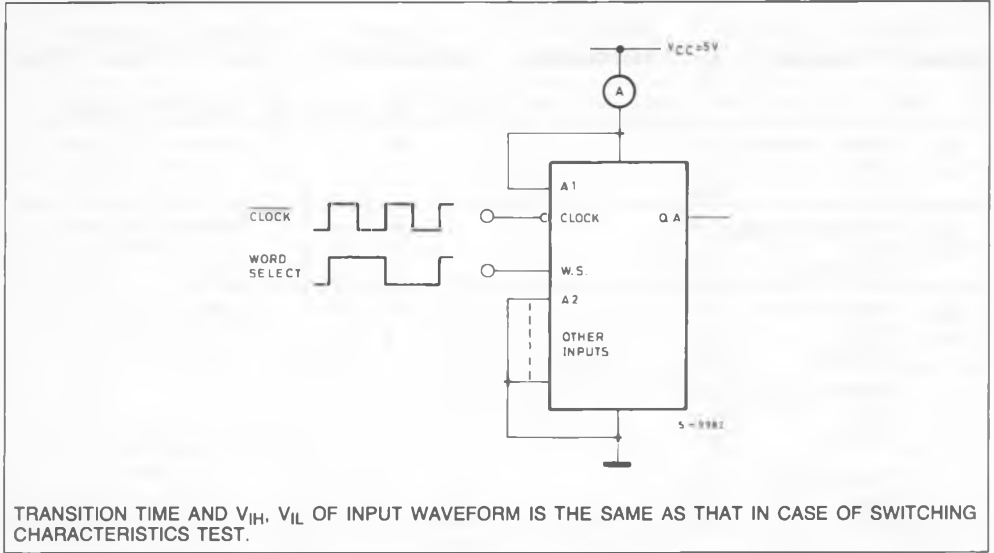 VCC=5V
A
A1
CLOCK
CLOCK
QA
WORD
SELECT
W.S.
A2
OTHER
INPUTS
TRANSITION TIME AND VIH, VIL OF INPUT WAVEFORM IS THE SAME AS THAT IN CASE OF SWITCHING
CHARACTERISTICS TEST.